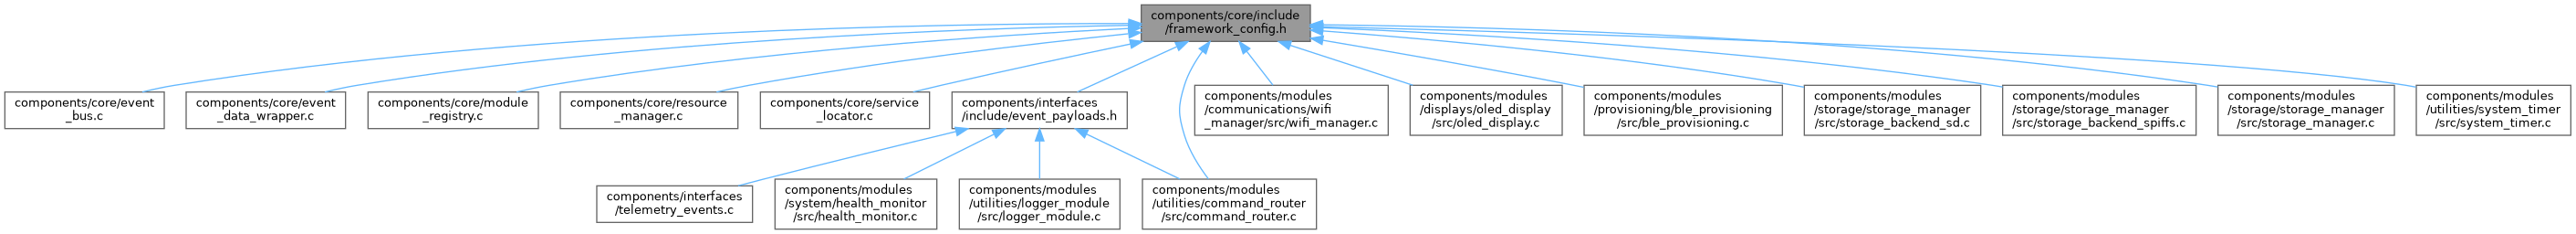 components/core/include
/framework_config.h
components/core/event
_bus.c
components/core/event
_data_wrapper.c
components/core/module
_registry.c
components/core/resource
_manager.c
components/core/service
_locator.c
components/interfaces
/include/event_payloads.h
components/modules
/communications/wifi
_manager/src/wifi_manager.c
components/modules
/displays/oled_display
/src/oled_display.c
components/modules
/provisioning/ble_provisioning
/src/ble_provisioning.c
components/modules
/storage/storage_manager
/src/storage_backend_sd.c
components/modules
/storage/storage_manager
/src/storage_backend_spiffs.c
components/modules
/storage/storage_manager
/src/storage_manager.c
components/modules
/utilities/system_timer
/src/system_timer.c
components/interfaces
/telemetry_events.c
components/modules
/system/health_monitor
/src/health_monitor.c
components/modules
/utilities/logger_module
/src/logger_module.c
components/modules
/utilities/command_router
/src/command_router.c